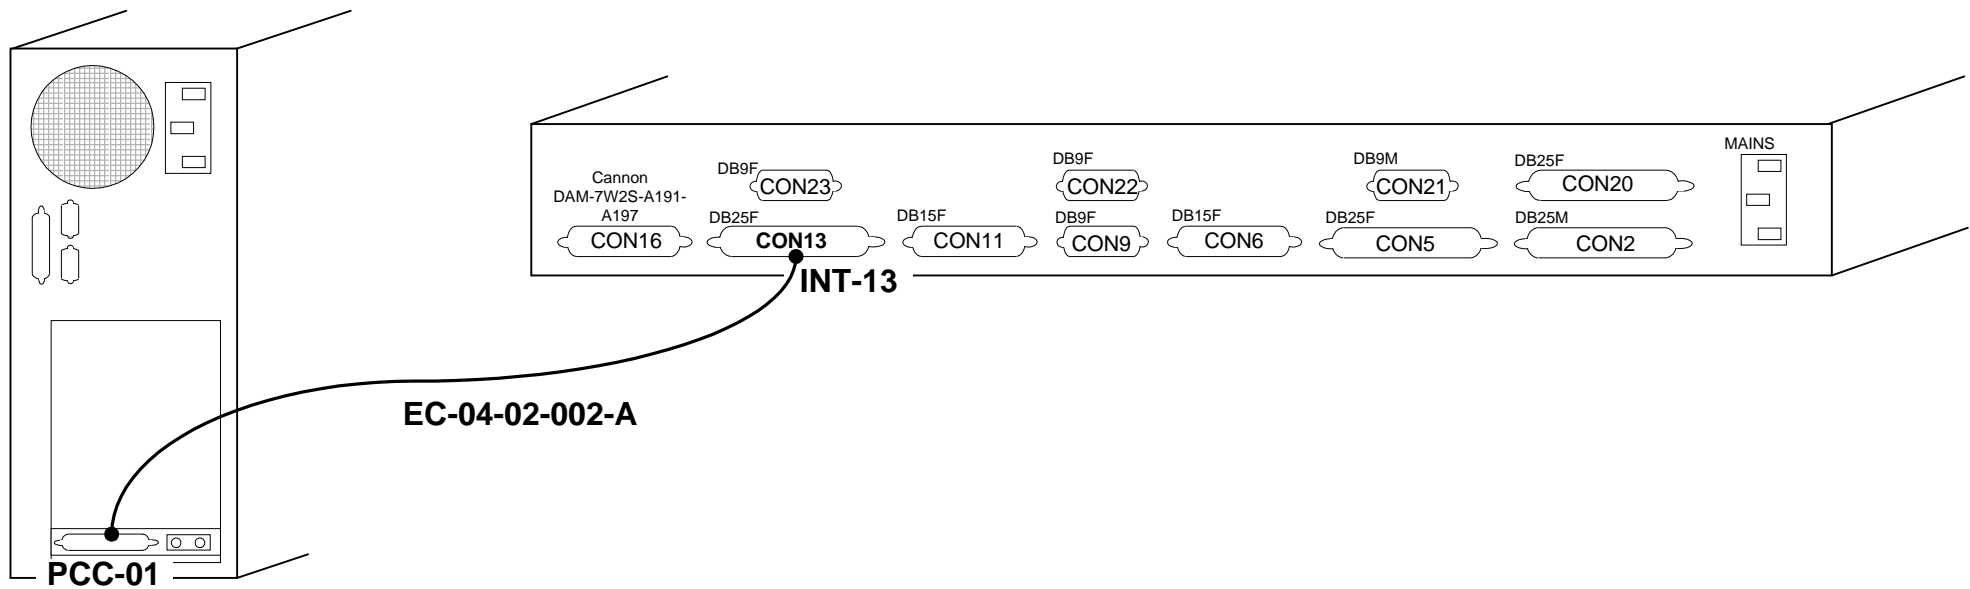 MAINS
DB9F
CON23
DB9F
CON22
DB9M
CON21
DB25F
CON20
Cannon
DAM-7W2S-A191-
A197
CON16
DB25F
CON13
DB15F
CON11
DB9F
CON9
DB15F
CON6
DB25F
CON5
DB25M
CON2
INT-13
EC-04-02-002-A
PCC-01